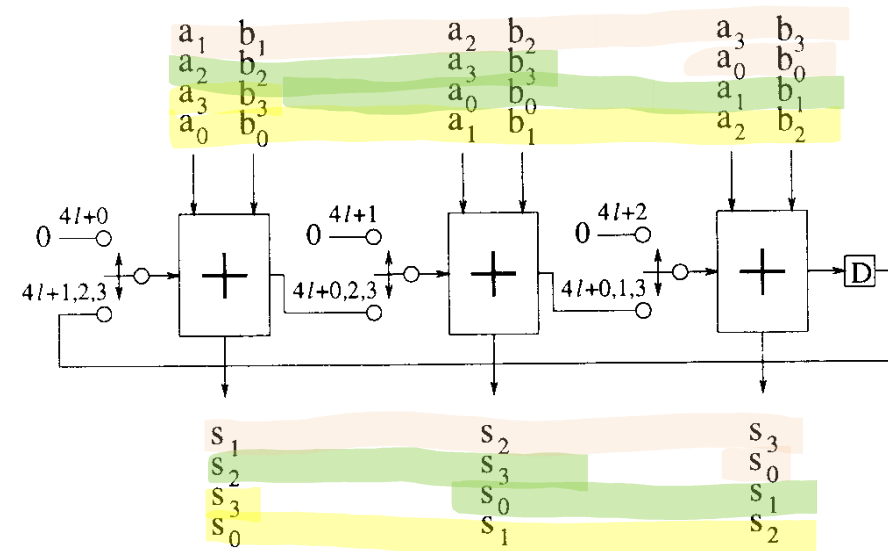 a₁ b₁ a₂ b₂ a₃ b₃
a₂ b₂ a₃ b₃ a₀ b₀
a₃ b₃ a₀ b₀ a₁ b₁
a₀ b₀ a₁ b₁ a₂ b₂
4l+0 4l+1 4l+2
0 0 0
+ + + D
4l+1,2,3 4l+0,2,3 4l+0,1,3
s₁ s₂ s₃
s₂ s₃ s₀
s₃ s₀ s₁
s₀ s₁ s₂